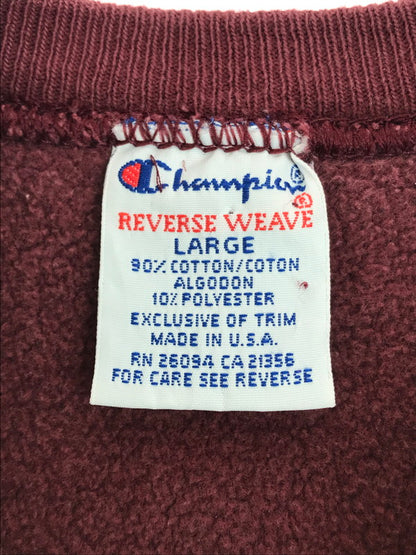 Champion®
REVERSE WEAVE®
LARGE
90% COTTON/COTON
ALGODON
10% POLYESTER
EXCLUSIVE OF TRIM
MADE IN U.S.A.
RN 26094 CA 21356
FOR CARE SEE REVERSE